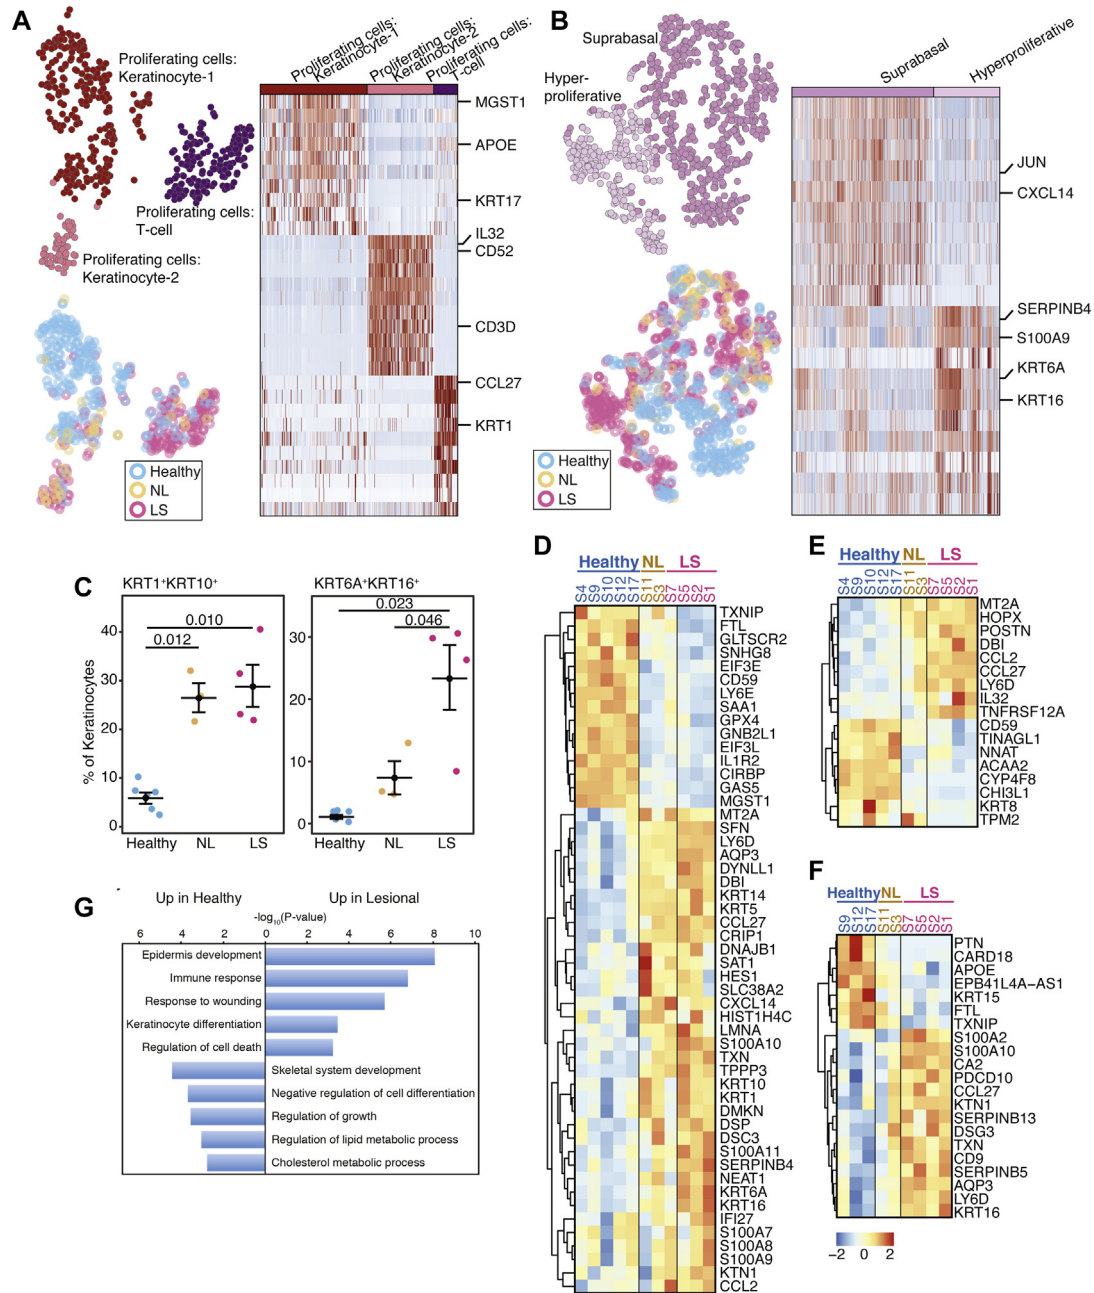 A
Proliferating cells:
Keratinocyte-1
Proliferating cells:
T-cell
Proliferating cells:
Keratinocyte-2
Healthy
NL
LS
Proliferating cells:
Keratinocyte-1
Proliferating cells:
Keratinocyte-2
Proliferating cells:
T-cell
MGST1
APOE
KRT17
IL32
CD52
CD3D
CCL27
KRT1
B
Suprabasal
Hyper-
proliferative
Healthy
NL
LS
Suprabasal
Hyperproliferative
JUN
CXCL14
SERPINB4
S100A9
KRT6A
KRT16
C
KRT1+KRT10+
KRT6A+KRT16+
% of Keratinocytes
40
30
20
10
0
0.010
0.012
Healthy
NL
LS
30
20
10
0
0.023
0.046
Healthy
NL
LS
D
Healthy NL LS
S4
S9
S10
S12
S17
S11
S3
S7
S5
S2
S1
TXNIP
FTL
GLTSCR2
SNHG8
EIF3E
CD59
LY6E
SAA1
GPX4
GNB2L1
EIF3L
IL1R2
CIRBP
GAS5
MGST1
MT2A
SFN
LY6D
AQP3
DYNLL1
DBI
KRT14
KRT5
CCL27
CRIP1
DNAJB1
SAT1
HES1
SLC38A2
CXCL14
HIST1H4C
LMNA
S100A10
TXN
TPPP3
KRT10
KRT1
DMKN
DSP
DSC3
S100A11
SERPINB4
NEAT1
KRT6A
KRT16
IFI27
S100A7
S100A8
S100A9
KTN1
CCL2
E
Healthy NL LS
S4
S9
S10
S12
S17
S11
S3
S7
S5
S2
S1
MT2A
HOPX
POSTN
DBI
CCL2
CCL27
LY6D
IL32
TNFRSF12A
CD59
TINAGL1
NNAT
ACAA2
CYP4F8
CHI3L1
KRT8
TPM2
F
Healthy NL LS
S9
S12
S17
S11
S3
S7
S5
S2
S1
PTN
CARD18
APOE
EPB41L4A-AS1
KRT15
FTL
TXNIP
S100A2
S100A10
CA2
PDCD10
CCL27
KTN1
SERPINB13
DSG3
TXN
CD9
SERPINB5
AQP3
LY6D
KRT16
−2 0 2
G
Up in Healthy
Up in Lesional
-log10(P-value)
6 4 2 0 2 4 6 8 10
Epidermis development
Immune response
Response to wounding
Keratinocyte differentiation
Regulation of cell death
Skeletal system development
Negative regulation of cell differentiation
Regulation of growth
Regulation of lipid metabolic process
Cholesterol metabolic process